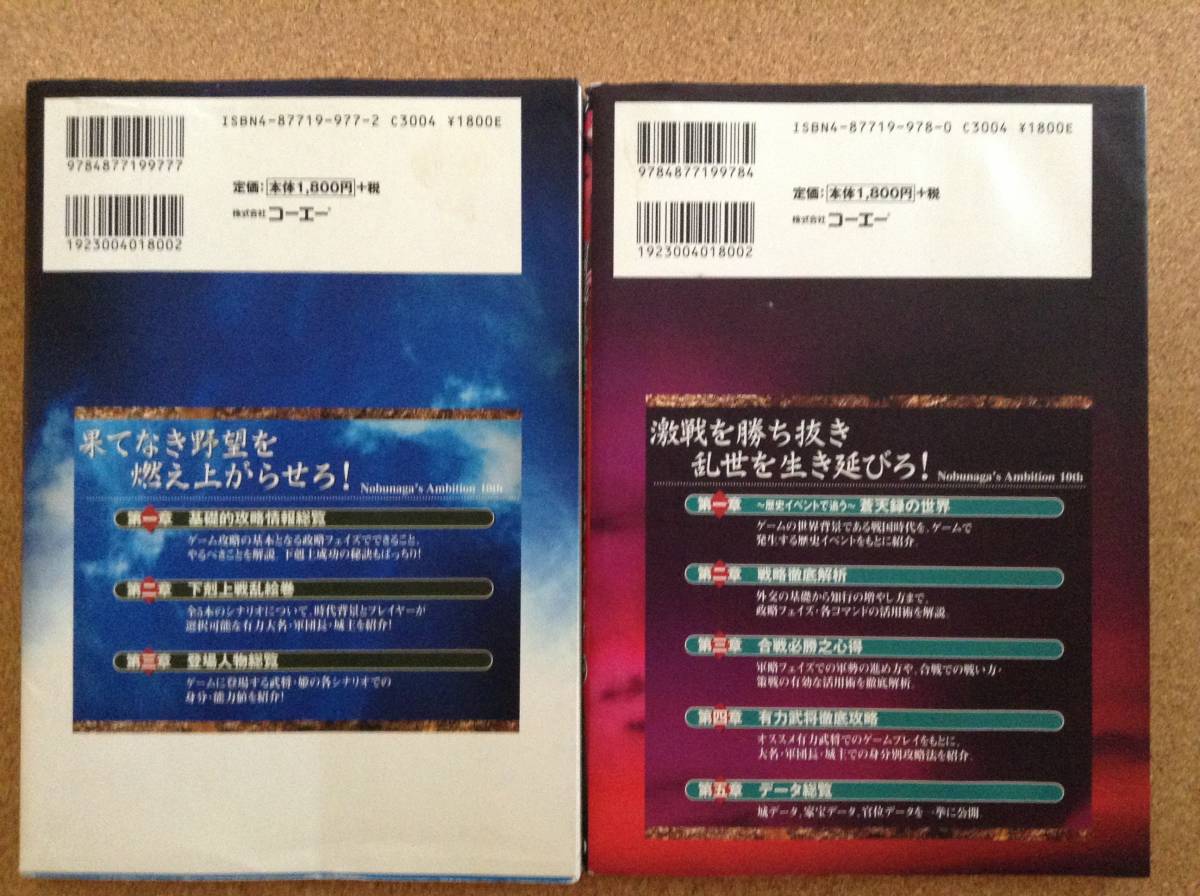 ISBN4-87719-977-2 C3004 ¥1800E
9784877199777
定価:本体1,800円+税
株式会社コーエー
1923004018002
果てなき野望を
燃え上がらせろ!
Nobunaga's Ambition 10th
第一章 基礎的攻略情報総覧
ゲーム攻略の基本となる政略フェイズでできること、
やるべきことを解説。下剋上成功の秘訣もばっちり!
第二章 下剋上戦乱絵巻
全5本のシナリオについて、時代背景とプレイヤーが
選択可能な有力大名・軍団長・城主を紹介!
第三章 登場人物総覧
ゲームに登場する武将・姫の各シナリオでの
身分・能力値を紹介!
ISBN4-87719-978-0 C3004 ¥1800E
9784877199784
定価:本体1,800円+税
株式会社コーエー
1923004018002
激戦を勝ち抜き
乱世を生き延びろ!
Nobunaga's Ambition 10th
第一章 ～歴史イベントで追う～ 蒼天録の世界
ゲームの世界背景である戦国時代を、ゲームで
発生する歴史イベントをもとに紹介。
第二章 戦略徹底解析
外交の基礎から知行の増やし方まで、
政略フェイズ・各コマンドの活用術を解説。
第三章 合戦必勝之心得
軍略フェイズでの軍勢の進め方や、合戦での戦い方・
策戦の有効な活用術を徹底解析。
第四章 有力武将徹底攻略
オススメ有力武将でのゲームプレイをもとに、
大名・軍団長・城主での身分別攻略法を紹介。
第五章 データ総覧
城データ、家宝データ、官位データを一挙に公開。